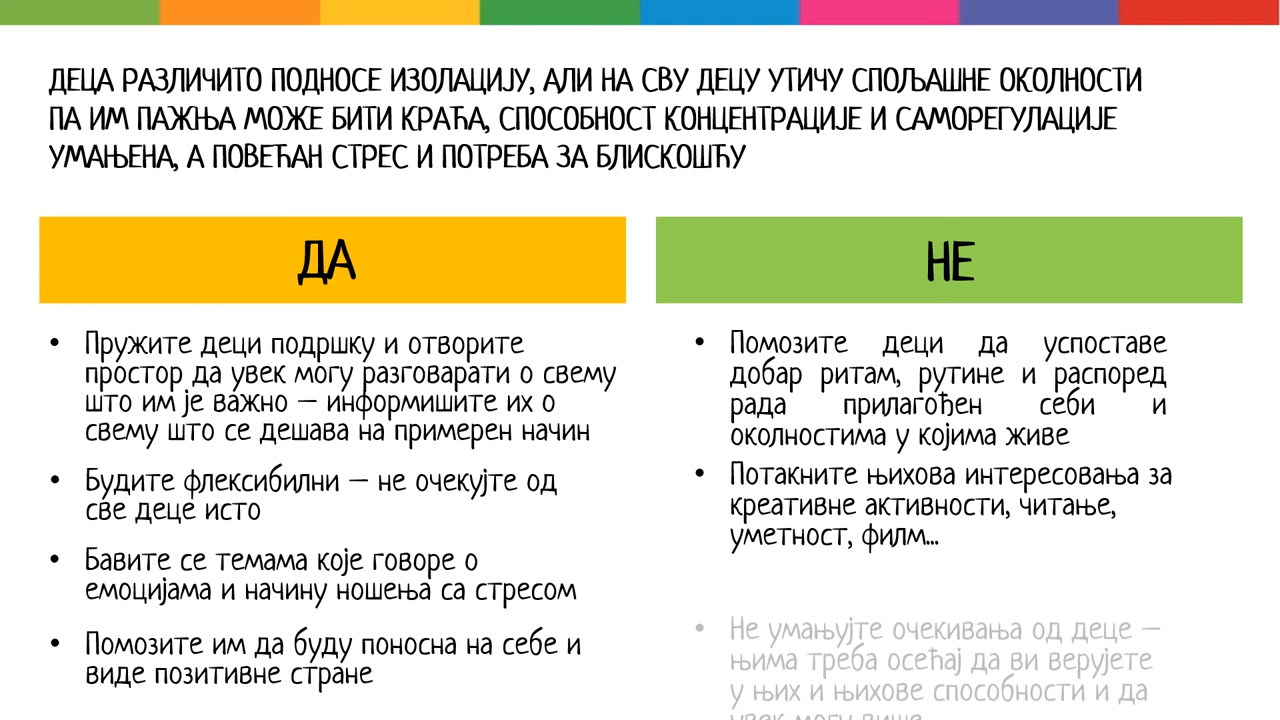 ДЕЦА РАЗЛИЧИТО ПОДНОСЕ ИЗОЛАЦИЈУ, АЛИ НА СВУ ДЕЦУ УТИЧУ СПОЉАШНЕ ОКОЛНОСТИ
ПА ИМ ПАЖЊА МОЖЕ БИТИ КРАЋА, СПОСОБНОСТ КОНЦЕНТРАЦИЈЕ И САМОРЕГУЛАЦИЈЕ
УМАЊЕНА, А ПОВЕЋАН СТРЕС И ПОТРЕБА ЗА БЛИСКОШЋУ
ДА
• Пружите деци подршку и отворите
простор да увек могу разговарати о свему
што им је важно – информишите их о
свему што се дешава на примерен начин
• Будите флексибилни – не очекујте од
све деце исто
• Бавите се темама које говоре о
емоцијама и начину ношења са стресом
• Помозите им да буду поносна на себе и
виде позитивне стране
НЕ
• Помозите деци да успоставе
добар ритам, рутине и распоред
рада прилагођен себи и
околностима у којима живе
• Потакните њихова интересовања за
креативне активности, читање,
уметност, филм...
• Не умањујте очекивања од деце –
њима треба осећај да ви верујете
у њих и њихове способности и да
увек могу више